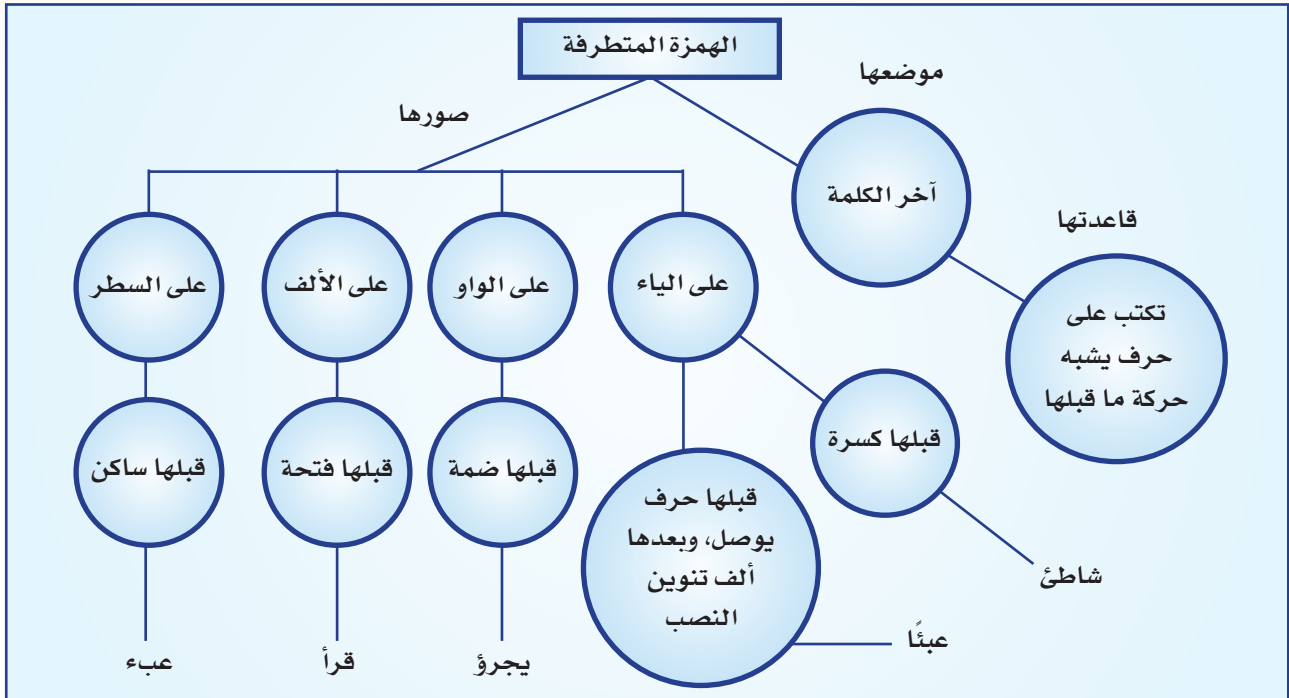 الهمزة المتطرفة
موضعها
آخر الكلمة
قاعدتها
تكتب على
حرف يشبه
حركة ما قبلها
صورها
على الياء
قبلها كسرة
شاطئ
قبلها حرف
يوصل، وبعدها
ألف تنوين
النصب
عبئًا
على الواو
قبلها ضمة
يجرؤ
على الألف
قبلها فتحة
قرأ
على السطر
قبلها ساكن
عبء